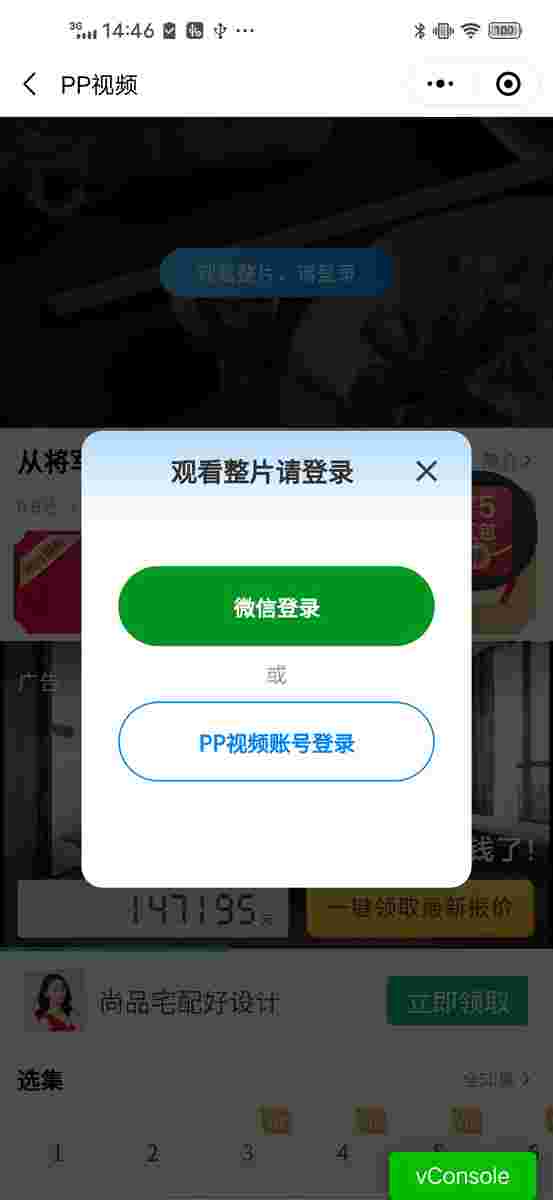 3G 14:46 100
PP视频
观看整片，请登录
从将军
观看整片请登录
微信登录
或
PP视频账号登录
广告
钱了!
147195元
一键领取最新报价
尚品宅配好设计
立即领取
选集
全50集
1 2 3 4 5 6
vConsole